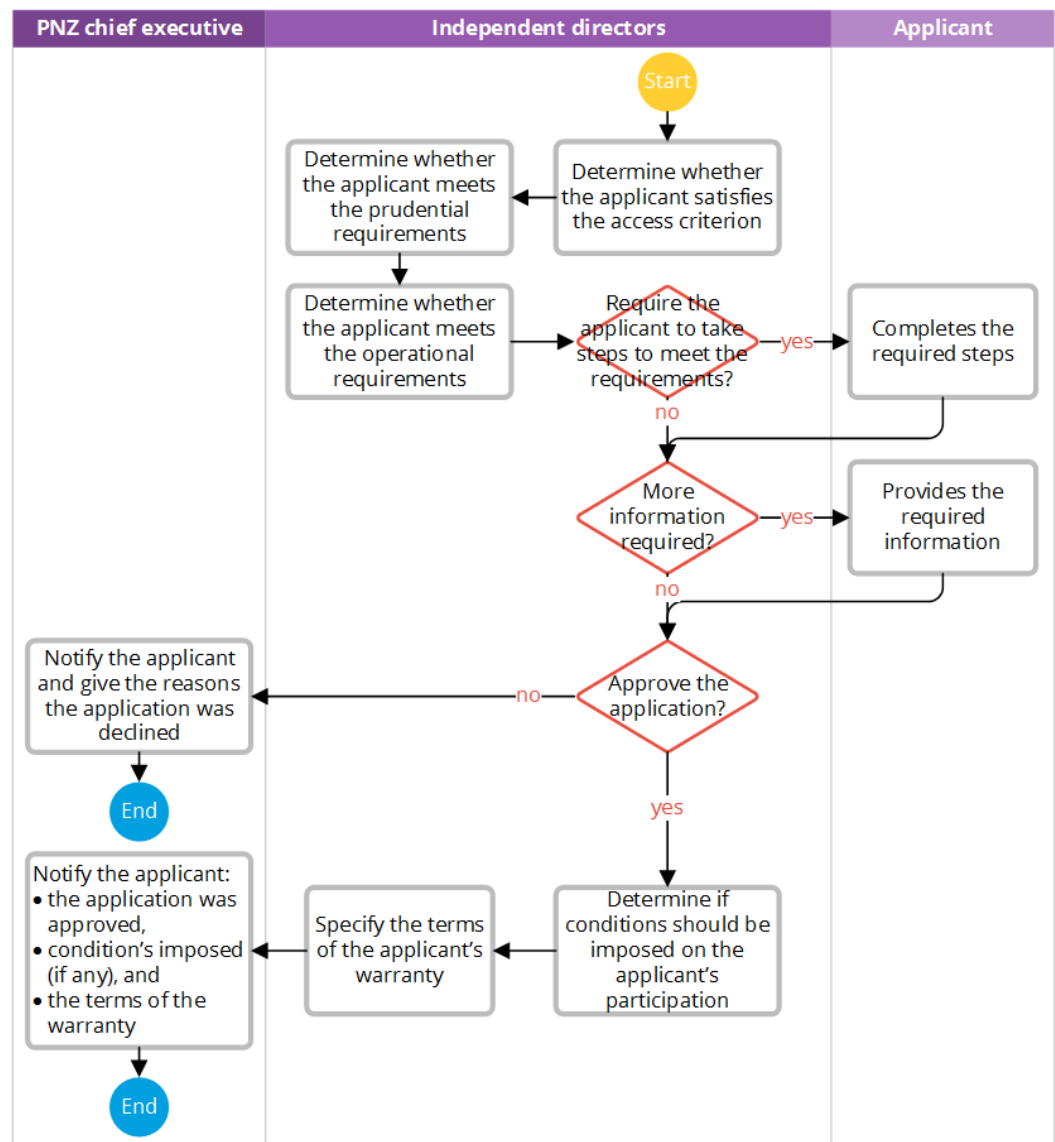 PNZ chief executive
Independent directors
Applicant
Start
Determine whether
the applicant satisfies
the access criterion
Determine whether
the applicant meets
the prudential
requirements
Determine whether
the applicant meets
the operational
requirements
Require the
applicant to take
steps to meet the
requirements?
yes
Completes the
required steps
no
More
information
required?
yes
Provides the
required
information
no
Approve the
application?
no
Notify the applicant
and give the reasons
the application was
declined
End
yes
Determine if
conditions should be
imposed on the
applicant’s
participation
Specify the terms
of the applicant’s
warranty
Notify the applicant:
• the application was
approved,
• condition’s imposed
(if any), and
• the terms of the
warranty
End